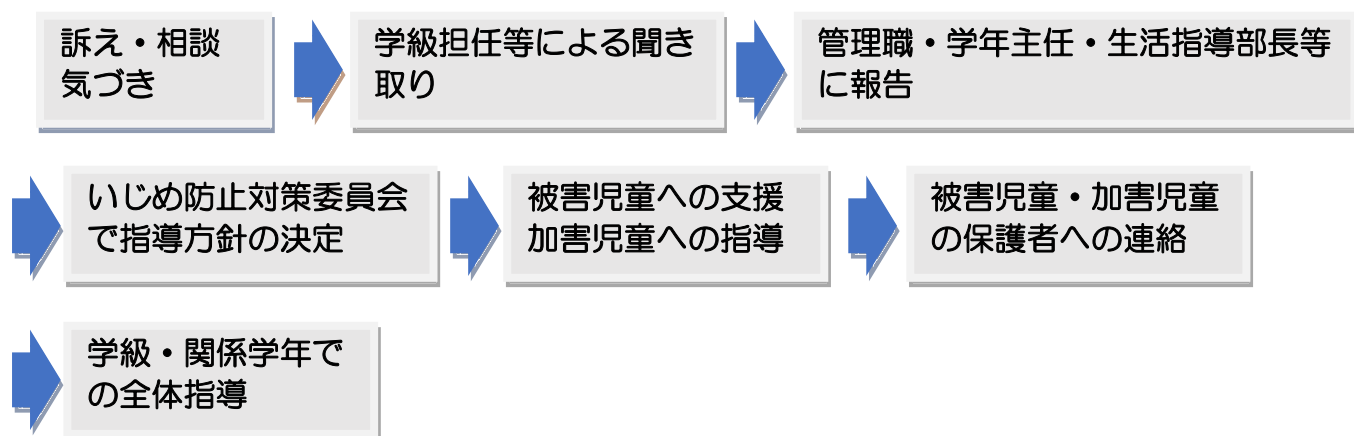 訴え・相談
気づき
学級担任等による聞き
取り
管理職・学年主任・生活指導部長等
に報告
いじめ防止対策委員会
で指導方針の決定
被害児童への支援
加害児童への指導
被害児童・加害児童
の保護者への連絡
学級・関係学年で
の全体指導